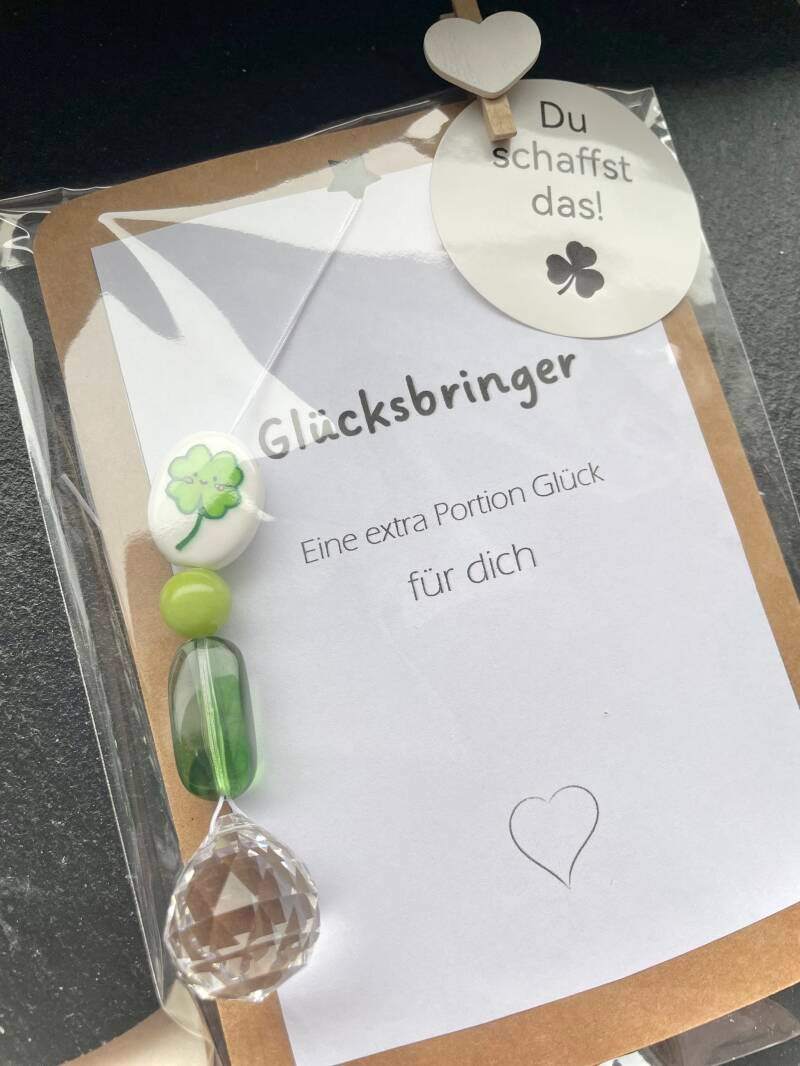 Du
schaffst
das!
Glücksbringer
Eine extra Portion Glück
für dich